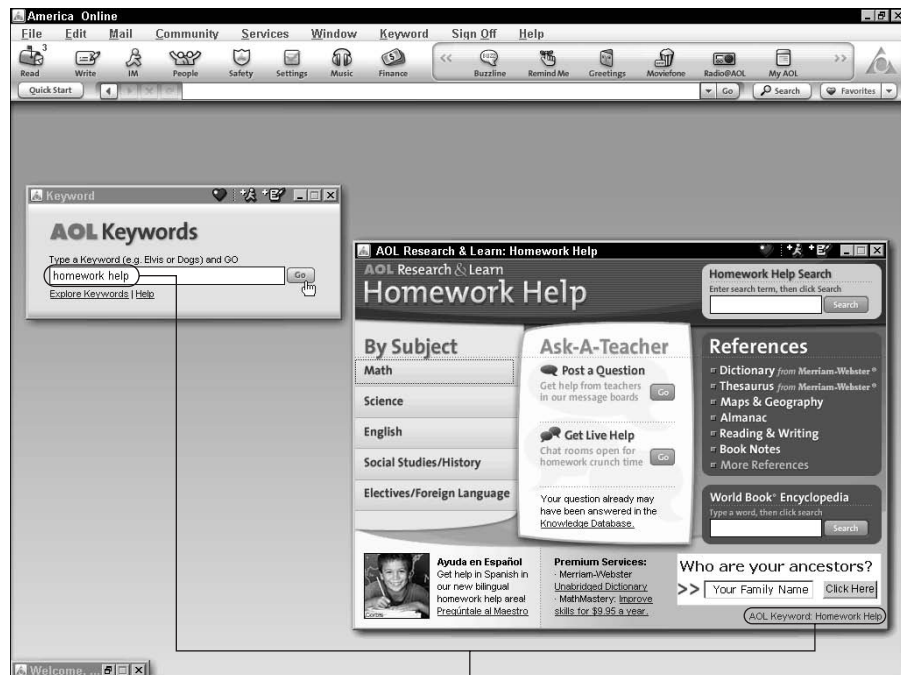 America Online
File Edit Mail Community Services Window Keyword Sign Off Help
3
Read Write IM People Safety Settings Music Finance << Buzzline Remind Me Greetings Moviefone Radio@AOL My AOL >>
Quick Start Go Search Favorites
Keyword
AOL Keywords
Type a Keyword (e.g. Elvis or Dogs) and GO
homework help Go
Explore Keywords | Help
AOL Research & Learn: Homework Help
AOL Research & Learn
Homework Help
Homework Help Search
Enter search term, then click Search
Search
By Subject
Math
Science
English
Social Studies/History
Electives/Foreign Language
Ask-A-Teacher
Post a Question
Get help from teachers
in our message boards
Go
Get Live Help
Chat rooms open for
homework crunch time
Go
Your question already may
have been answered in the
Knowledge Database.
References
Dictionary from Merriam-Webster®
Thesaurus from Merriam-Webster®
Maps & Geography
Almanac
Reading & Writing
Book Notes
More References
World Book® Encyclopedia
Type a word, then click search
Search
Corbis
Ayuda en Español
Get help in Spanish in
our new bilingual
homework help area!
Pregúntale al Maestro
Premium Services:
· Merriam-Webster
Unabridged Dictionary
· MathMastery: Improve
skills for $9.95 a year.
Who are your ancestors?
>> Your Family Name Click Here
AOL Keyword: Homework Help
Welcome, ...